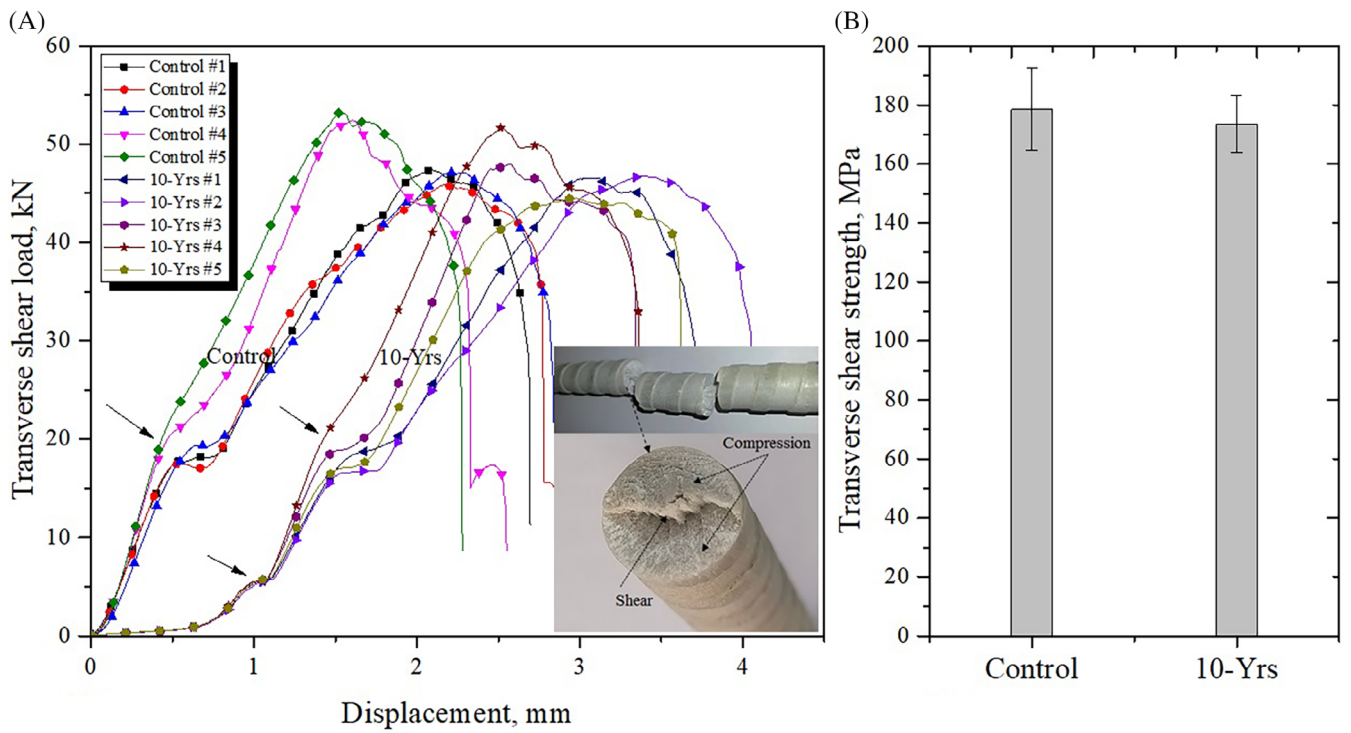 (A)
Transverse shear load, kN
60
50
40
30
20
10
0
Control #1
Control #2
Control #3
Control #4
Control #5
10-Yrs #1
10-Yrs #2
10-Yrs #3
10-Yrs #4
10-Yrs #5
Control
10-Yrs
Compression
Shear
0
1
2
3
4
Displacement, mm
(B)
Transverse shear strength, MPa
200
180
160
140
120
100
80
60
40
20
0
Control
10-Yrs